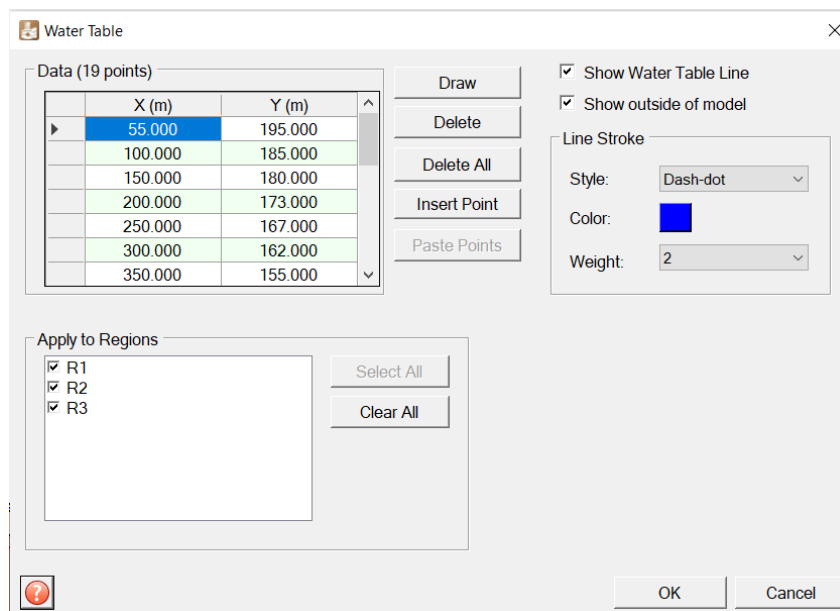 Water Table
Data (19 points)
X (m) Y (m)
55.000 195.000
100.000 185.000
150.000 180.000
200.000 173.000
250.000 167.000
300.000 162.000
350.000 155.000
Draw
Delete
Delete All
Insert Point
Paste Points
Show Water Table Line
Show outside of model
Line Stroke
Style: Dash-dot
Color:
Weight: 2
Apply to Regions
R1
R2
R3
Select All
Clear All
OK Cancel